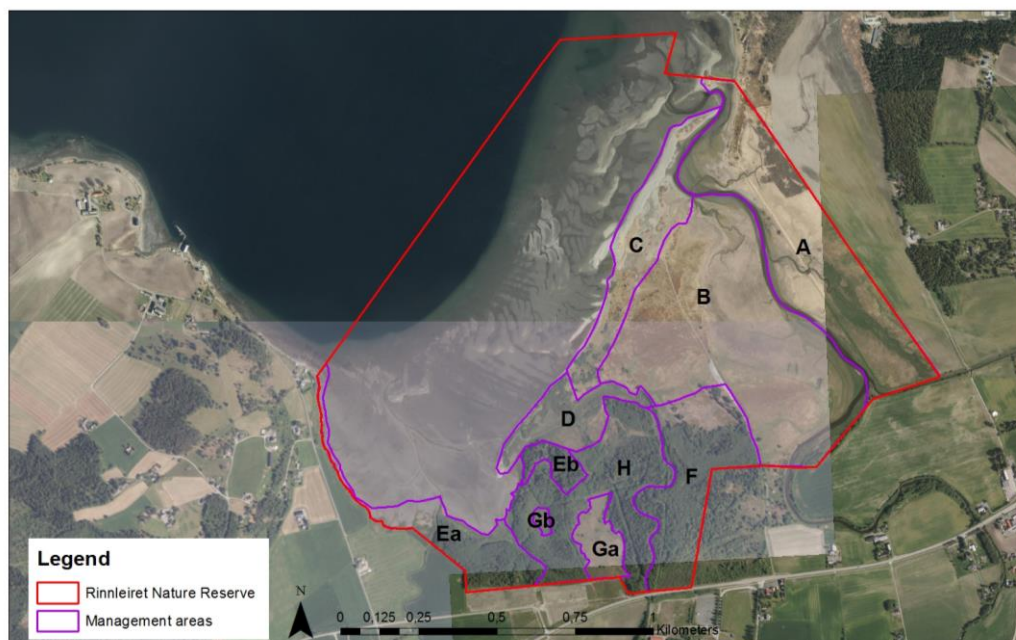 C
A
B
D
Eb
H
F
Gb
Ea
Ga
Legend
Rinnleiret Nature Reserve
Management areas
N
0 0,125 0,25 0,5 0,75 1
Kilometers